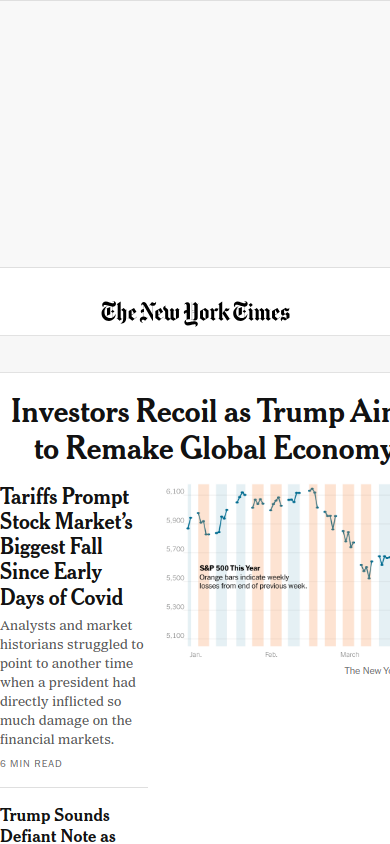 The New York Times
Investors Recoil as Trump Aim
to Remake Global Economy
Tariffs Prompt
Stock Market's
Biggest Fall
Since Early
Days of Covid
Analysts and market
historians struggled to
point to another time
when a president had
directly inflicted so
much damage on the
financial markets.
6 MIN READ
6,100
5,900
5,700
5,500
5,300
5,100
S&P 500 This Year
Orange bars indicate weekly
losses from end of previous week.
Jan.
Feb.
March
The New Yo
Trump Sounds
Defiant Note as